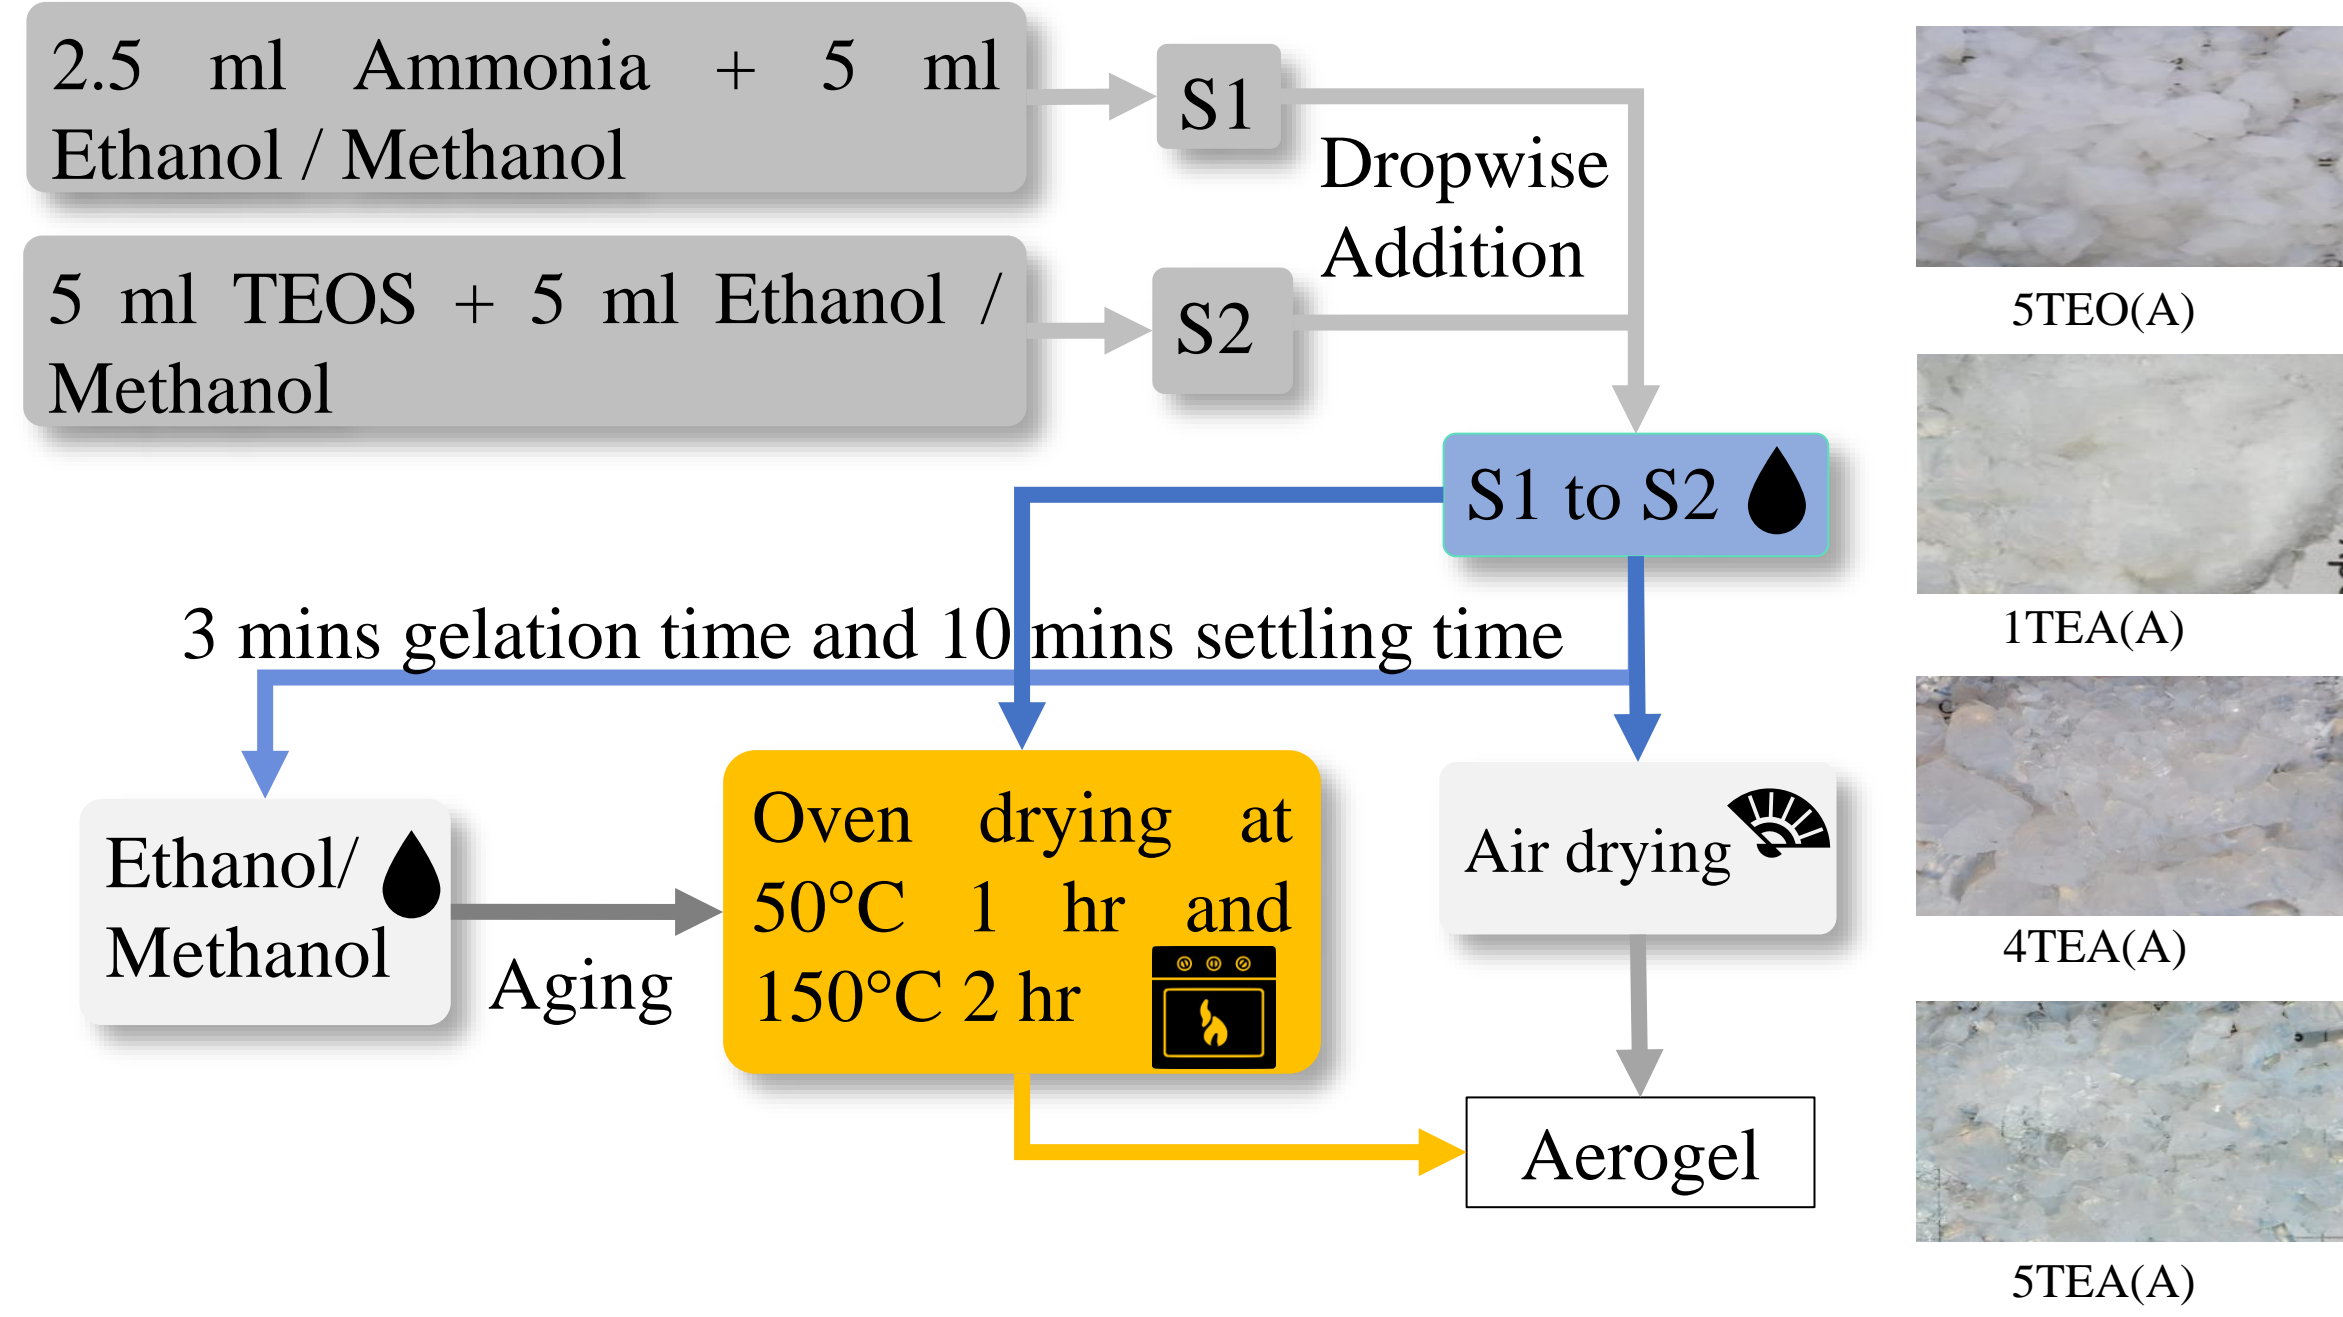 2.5 ml Ammonia + 5 ml
Ethanol / Methanol
S1
Dropwise
Addition
5 ml TEOS + 5 ml Ethanol /
Methanol
S2
S1 to S2
3 mins gelation time and 10 mins settling time
Ethanol/
Methanol
Aging
Oven drying at
50°C 1 hr and
150°C 2 hr
Air drying
Aerogel
5TEO(A)
1TEA(A)
4TEA(A)
5TEA(A)